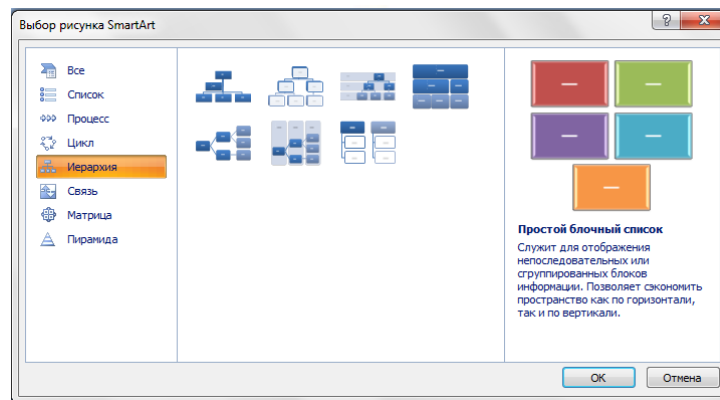 Выбор рисунка SmartArt
Все
Список
Процесс
Цикл
Иерархия
Связь
Матрица
Пирамида
Простой блочный список
Служит для отображения
непоследовательных или
сгруппированных блоков
информации. Позволяет сэкономить
пространство как по горизонтали,
так и по вертикали.
ОК
Отмена